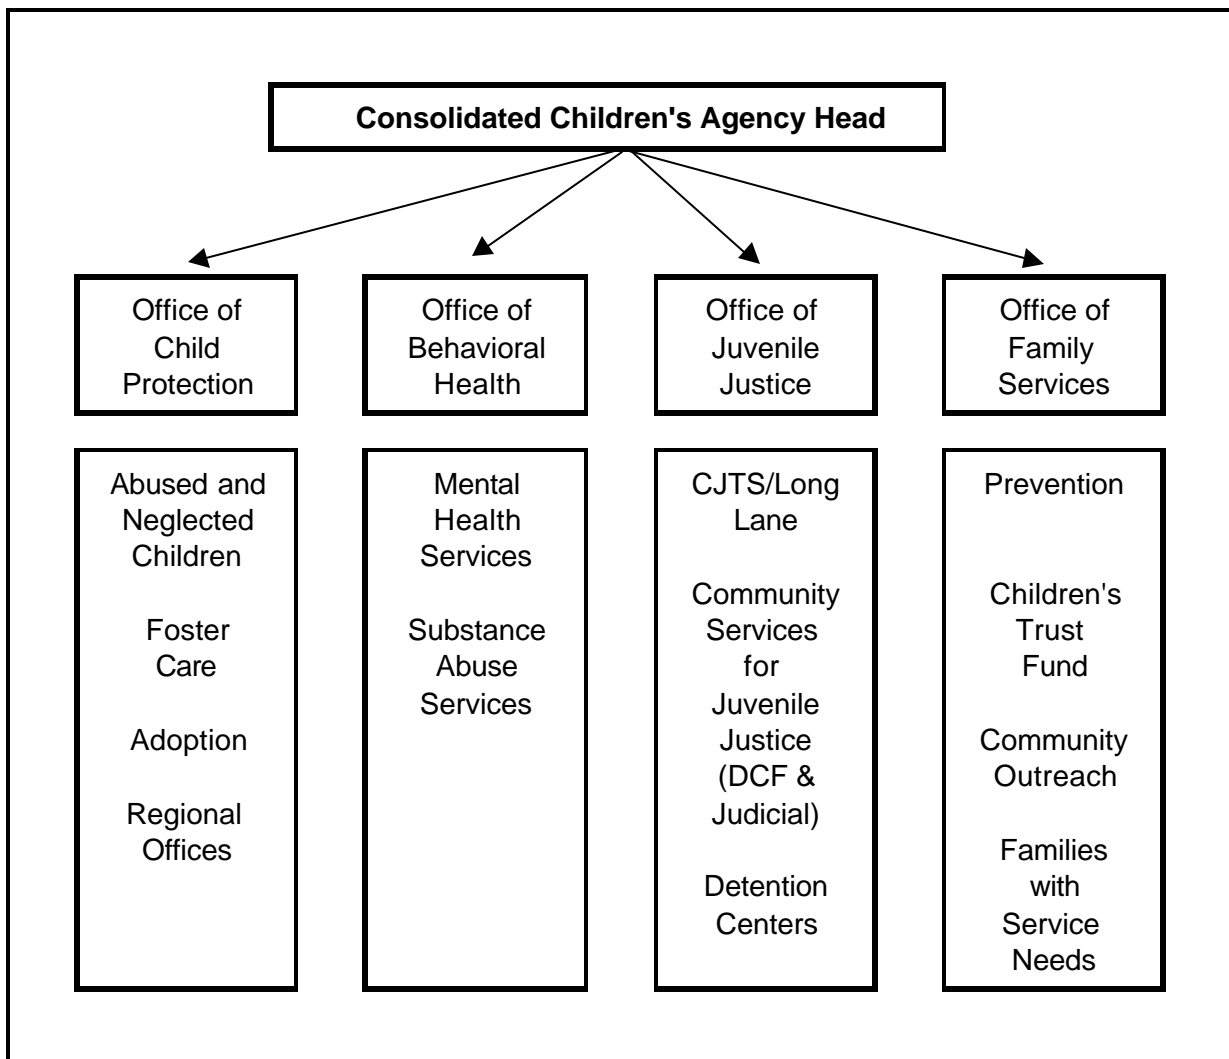 Consolidated Children's Agency Head
Office of
Child
Protection
Office of
Behavioral
Health
Office of
Juvenile
Justice
Office of
Family
Services
Abused and
Neglected
Children
Foster
Care
Adoption
Regional
Offices
Mental
Health
Services
Substance
Abuse
Services
CJTS/Long
Lane
Community
Services
for
Juvenile
Justice
(DCF &
Judicial)
Detention
Centers
Prevention
Children's
Trust
Fund
Community
Outreach
Families
with
Service
Needs